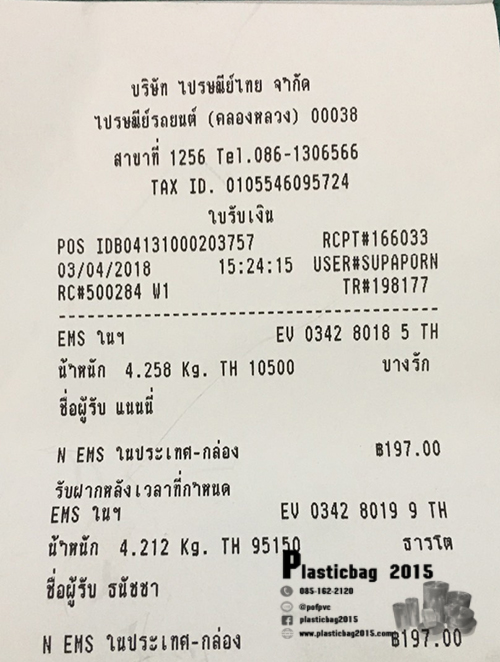 บริษัท ไปรษณีย์ไทย จำกัด
ไปรษณีย์รถยนต์ (คลองหลวง) 00038
สาขาที่ 1256 Tel.086-1306566
TAX ID. 0105546095724
ใบรับเงิน
POS IDB04131000203757 RCPT#166033
03/04/2018 15:24:15 USER#SUPAPORN
RC#500284 W1 TR#198177
EMS ในฯ EV 0342 8018 5 TH
น้ำหนัก 4.258 Kg. TH 10500 บางรัก
ชื่อผู้รับ แนนนี่
N EMS ในประเทศ-กล่อง ฿197.00
รับฝากหลังเวลาที่กำหนด
EMS ในฯ EV 0342 8019 9 TH
น้ำหนัก 4.212 Kg. TH 95150 ธารโต
ชื่อผู้รับ ธนัชชา
N EMS ในประเทศ-กล่อง ฿197.00
Plasticbag 2015
085-162-2120
@pofpvc
plasticbag2015
www.plasticbag2015.com